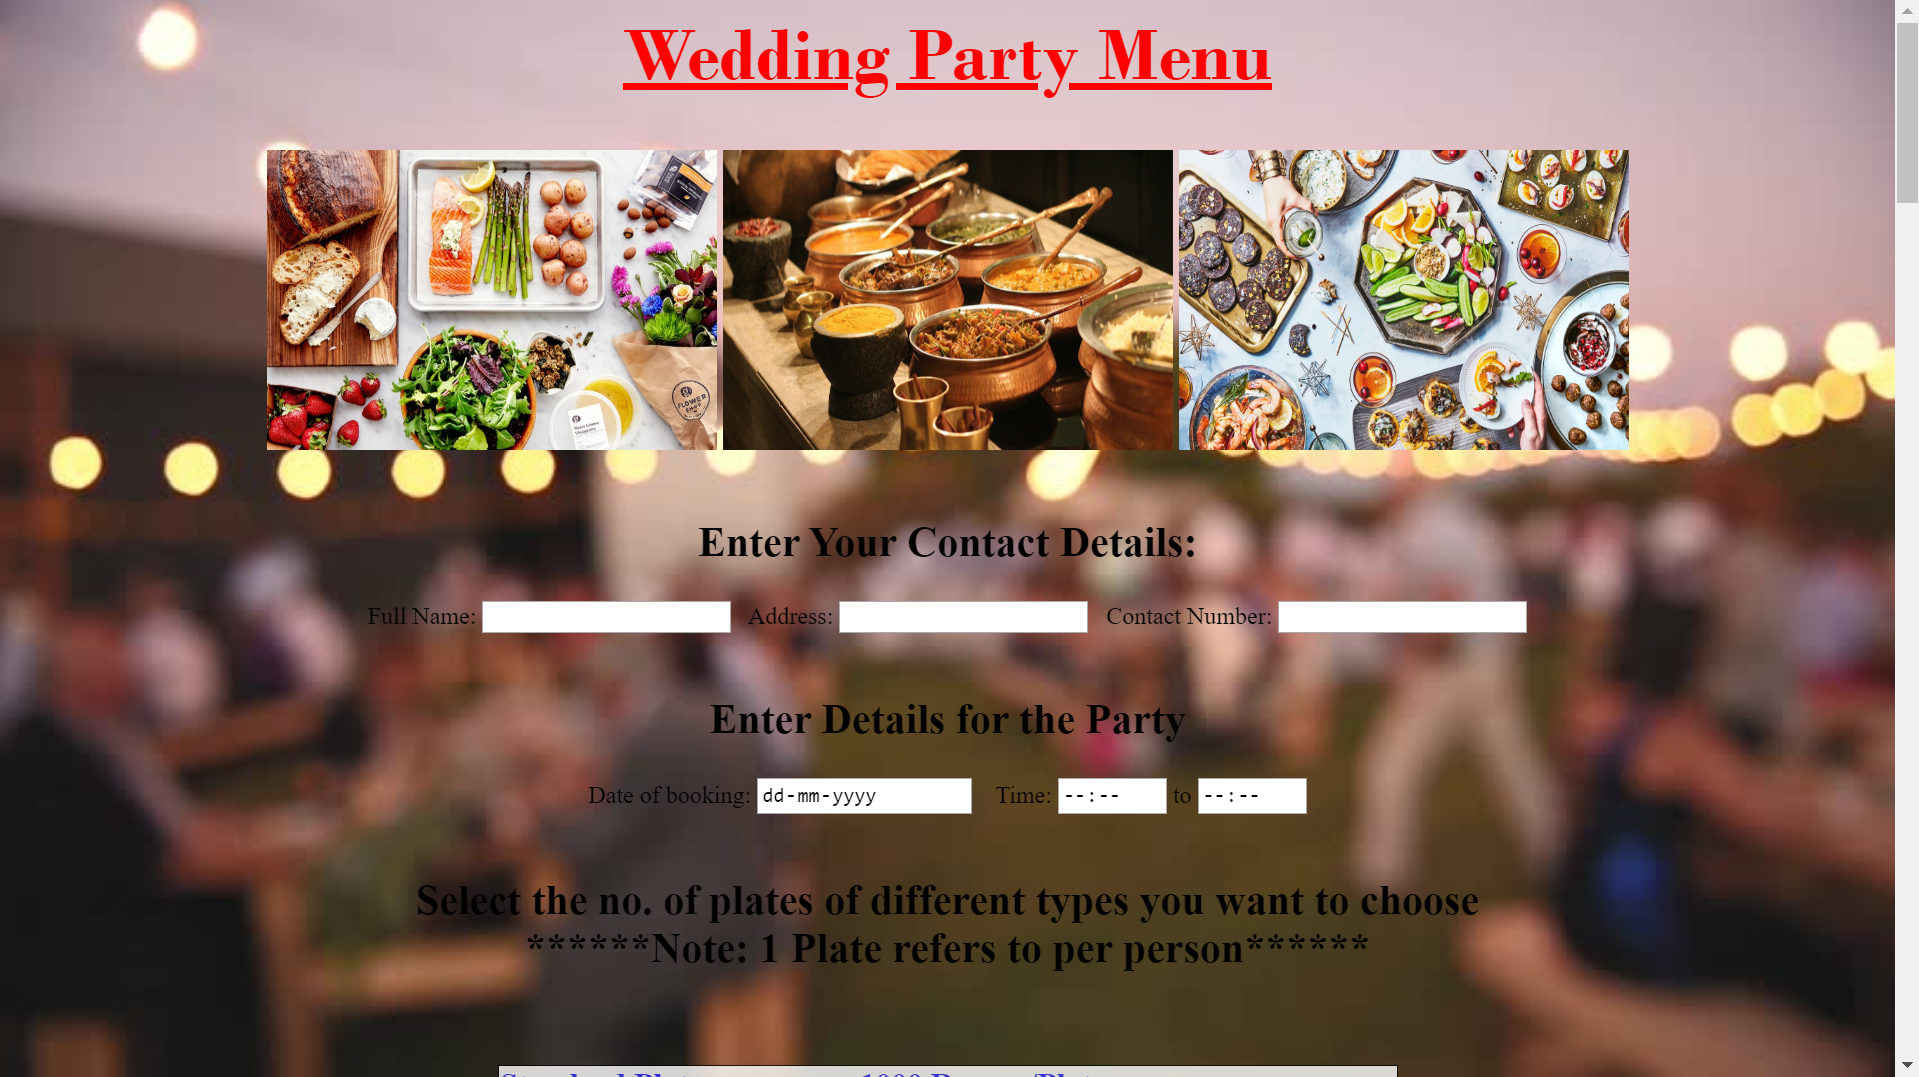 Wedding Party Menu
FLOWER
Enter Your Contact Details:
Full Name: Address: Contact Number:
Enter Details for the Party
Date of booking: dd-mm-yyyy Time: --:-- to --:--
Select the no. of plates of different types you want to choose
******Note: 1 Plate refers to per person******